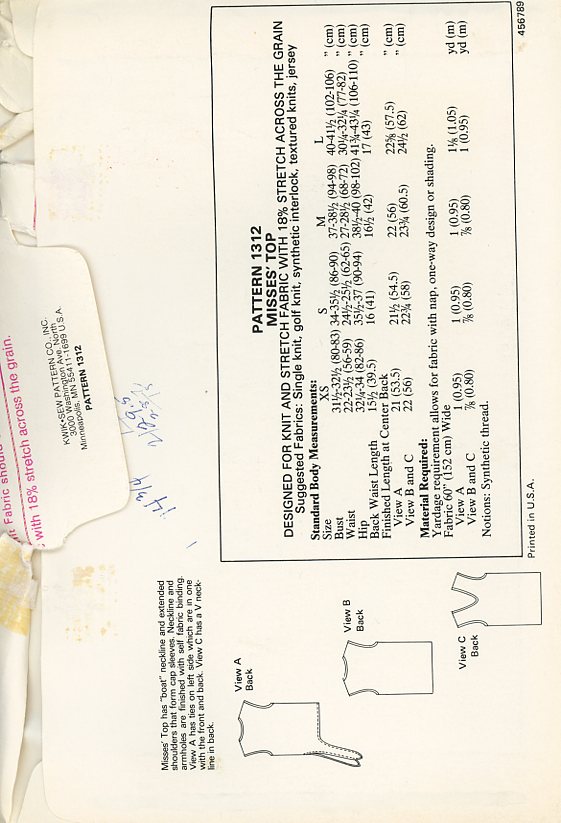 nt Fabric should
with 18% stretch across the grain.
KWIK•SEW PATTERN CO., INC.
3000 Washington Ave. North
Minneapolis, MN 55411-1699 U.S.A.
PATTERN 1312
Misses' Top has "boat" neckline and extended
shoulders that form cap sleeves. Neckline and
armholes are finished with self fabric binding.
View A has ties on left side which are in one
with the front and back. View C has a V neck-
line in back.
View A
Back
View B
Back
View C
Back
PATTERN 1312
MISSES' TOP
DESIGNED FOR KNIT AND STRETCH FABRIC WITH 18% STRETCH ACROSS THE GRAIN
Suggested Fabrics: Single knit, golf knit, synthetic interlock, textured knits, jersey
Standard Body Measurements:
Size XS S M L
Bust 31½-32½ (80-83) 34-35½ (86-90) 37-38½ (94-98) 40-41½ (102-106) " (cm)
Waist 22-23½ (56-59) 24½-25½ (62-65) 27-28½ (68-72) 30¼-32¼ (77-82) " (cm)
Hip 32¼-34 (82-86) 35½-37 (90-94) 38½-40 (98-102) 41¾-43¼ (106-110) " (cm)
Back Waist Length 15½ (39.5) 16 (41) 16½ (42) 17 (43) " (cm)
Finished Length at Center Back
View A 21 (53.5) 21½ (54.5) 22 (56) 22⅝ (57.5) " (cm)
View B and C 22 (56) 22¾ (58) 23¾ (60.5) 24½ (62) " (cm)
Material Required:
Yardage requirement allows for fabric with nap, one-way design or shading.
Fabric 60" (152 cm) Wide
View A 1 (0.95) 1 (0.95) 1 (0.95) 1⅛ (1.05) yd (m)
View B and C ⅞ (0.80) ⅞ (0.80) ⅞ (0.80) 1 (0.95) yd (m)
Notions: Synthetic thread.
Printed in U.S.A.
456789